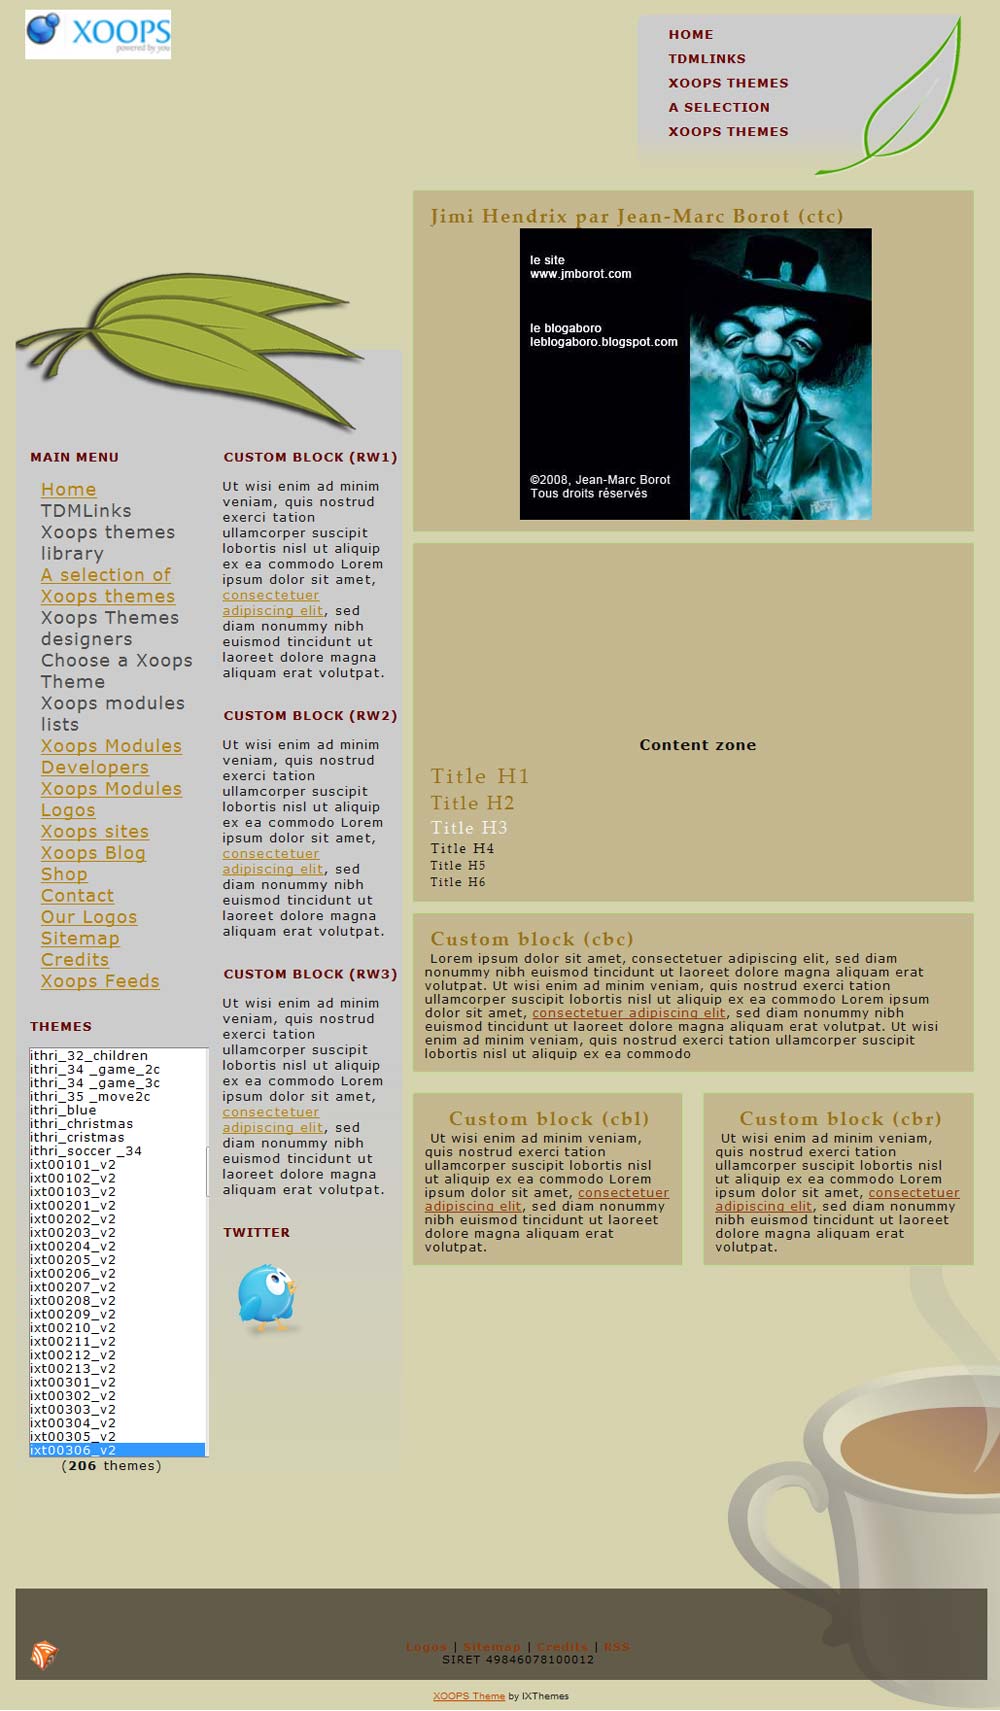 XOOPS
powered by you
HOME
TDMLINKS
XOOPS THEMES
A SELECTION
XOOPS THEMES
Jimi Hendrix par Jean-Marc Borot (ctc)
le site
www.jmborot.com
le blogaboro
leblogaboro.blogspot.com
©2008, Jean-Marc Borot
Tous droits réservés
MAIN MENU
Home
TDMLinks
Xoops themes
library
A selection of
Xoops themes
Xoops Themes
designers
Choose a Xoops
Theme
Xoops modules
lists
Xoops Modules
Developers
Xoops Modules
Logos
Xoops sites
Xoops Blog
Shop
Contact
Our Logos
Sitemap
Credits
Xoops Feeds
THEMES
ithri_32_children
ithri_34 _game_2c
ithri_34 _game_3c
ithri_35 _move2c
ithri_blue
ithri_christmas
ithri_cristmas
ithri_soccer _34
ixt00101_v2
ixt00102_v2
ixt00103_v2
ixt00201_v2
ixt00202_v2
ixt00203_v2
ixt00204_v2
ixt00205_v2
ixt00206_v2
ixt00207_v2
ixt00208_v2
ixt00209_v2
ixt00210_v2
ixt00211_v2
ixt00212_v2
ixt00213_v2
ixt00301_v2
ixt00302_v2
ixt00303_v2
ixt00304_v2
ixt00305_v2
ixt00306_v2
(206 themes)
CUSTOM BLOCK (RW1)
Ut wisi enim ad minim
veniam, quis nostrud
exerci tation
ullamcorper suscipit
lobortis nisl ut aliquip
ex ea commodo Lorem
ipsum dolor sit amet,
consectetuer
adipiscing elit, sed
diam nonummy nibh
euismod tincidunt ut
laoreet dolore magna
aliquam erat volutpat.
CUSTOM BLOCK (RW2)
Ut wisi enim ad minim
veniam, quis nostrud
exerci tation
ullamcorper suscipit
lobortis nisl ut aliquip
ex ea commodo Lorem
ipsum dolor sit amet,
consectetuer
adipiscing elit, sed
diam nonummy nibh
euismod tincidunt ut
laoreet dolore magna
aliquam erat volutpat.
CUSTOM BLOCK (RW3)
Ut wisi enim ad minim
veniam, quis nostrud
exerci tation
ullamcorper suscipit
lobortis nisl ut aliquip
ex ea commodo Lorem
ipsum dolor sit amet,
consectetuer
adipiscing elit, sed
diam nonummy nibh
euismod tincidunt ut
laoreet dolore magna
aliquam erat volutpat.
TWITTER
Content zone
Title H1
Title H2
Title H3
Title H4
Title H5
Title H6
Custom block (cbc)
Lorem ipsum dolor sit amet, consectetuer adipiscing elit, sed diam
nonummy nibh euismod tincidunt ut laoreet dolore magna aliquam erat
volutpat. Ut wisi enim ad minim veniam, quis nostrud exerci tation
ullamcorper suscipit lobortis nisl ut aliquip ex ea commodo Lorem ipsum
dolor sit amet, consectetuer adipiscing elit, sed diam nonummy nibh
euismod tincidunt ut laoreet dolore magna aliquam erat volutpat. Ut wisi
enim ad minim veniam, quis nostrud exerci tation ullamcorper suscipit
lobortis nisl ut aliquip ex ea commodo
Custom block (cbl)
Ut wisi enim ad minim veniam,
quis nostrud exerci tation
ullamcorper suscipit lobortis nisl
ut aliquip ex ea commodo Lorem
ipsum dolor sit amet, consectetuer
adipiscing elit, sed diam nonummy
nibh euismod tincidunt ut laoreet
dolore magna aliquam erat
volutpat.
Custom block (cbr)
Ut wisi enim ad minim veniam,
quis nostrud exerci tation
ullamcorper suscipit lobortis nisl
ut aliquip ex ea commodo Lorem
ipsum dolor sit amet, consectetuer
adipiscing elit, sed diam nonummy
nibh euismod tincidunt ut laoreet
dolore magna aliquam erat
volutpat.
Logos | Sitemap | Credits | RSS
SIRET 49846078100012
XOOPS Theme by IXThemes